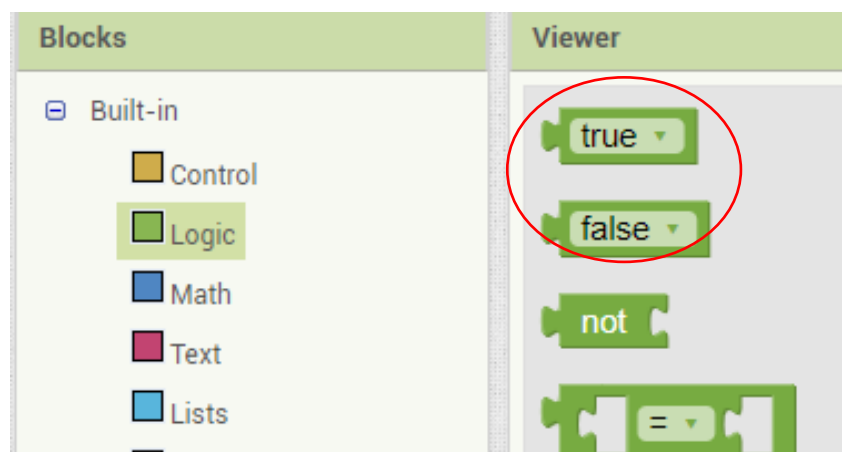 Blocks
Built-in
Control
Logic
Math
Text
Lists
Viewer
true
false
not
=